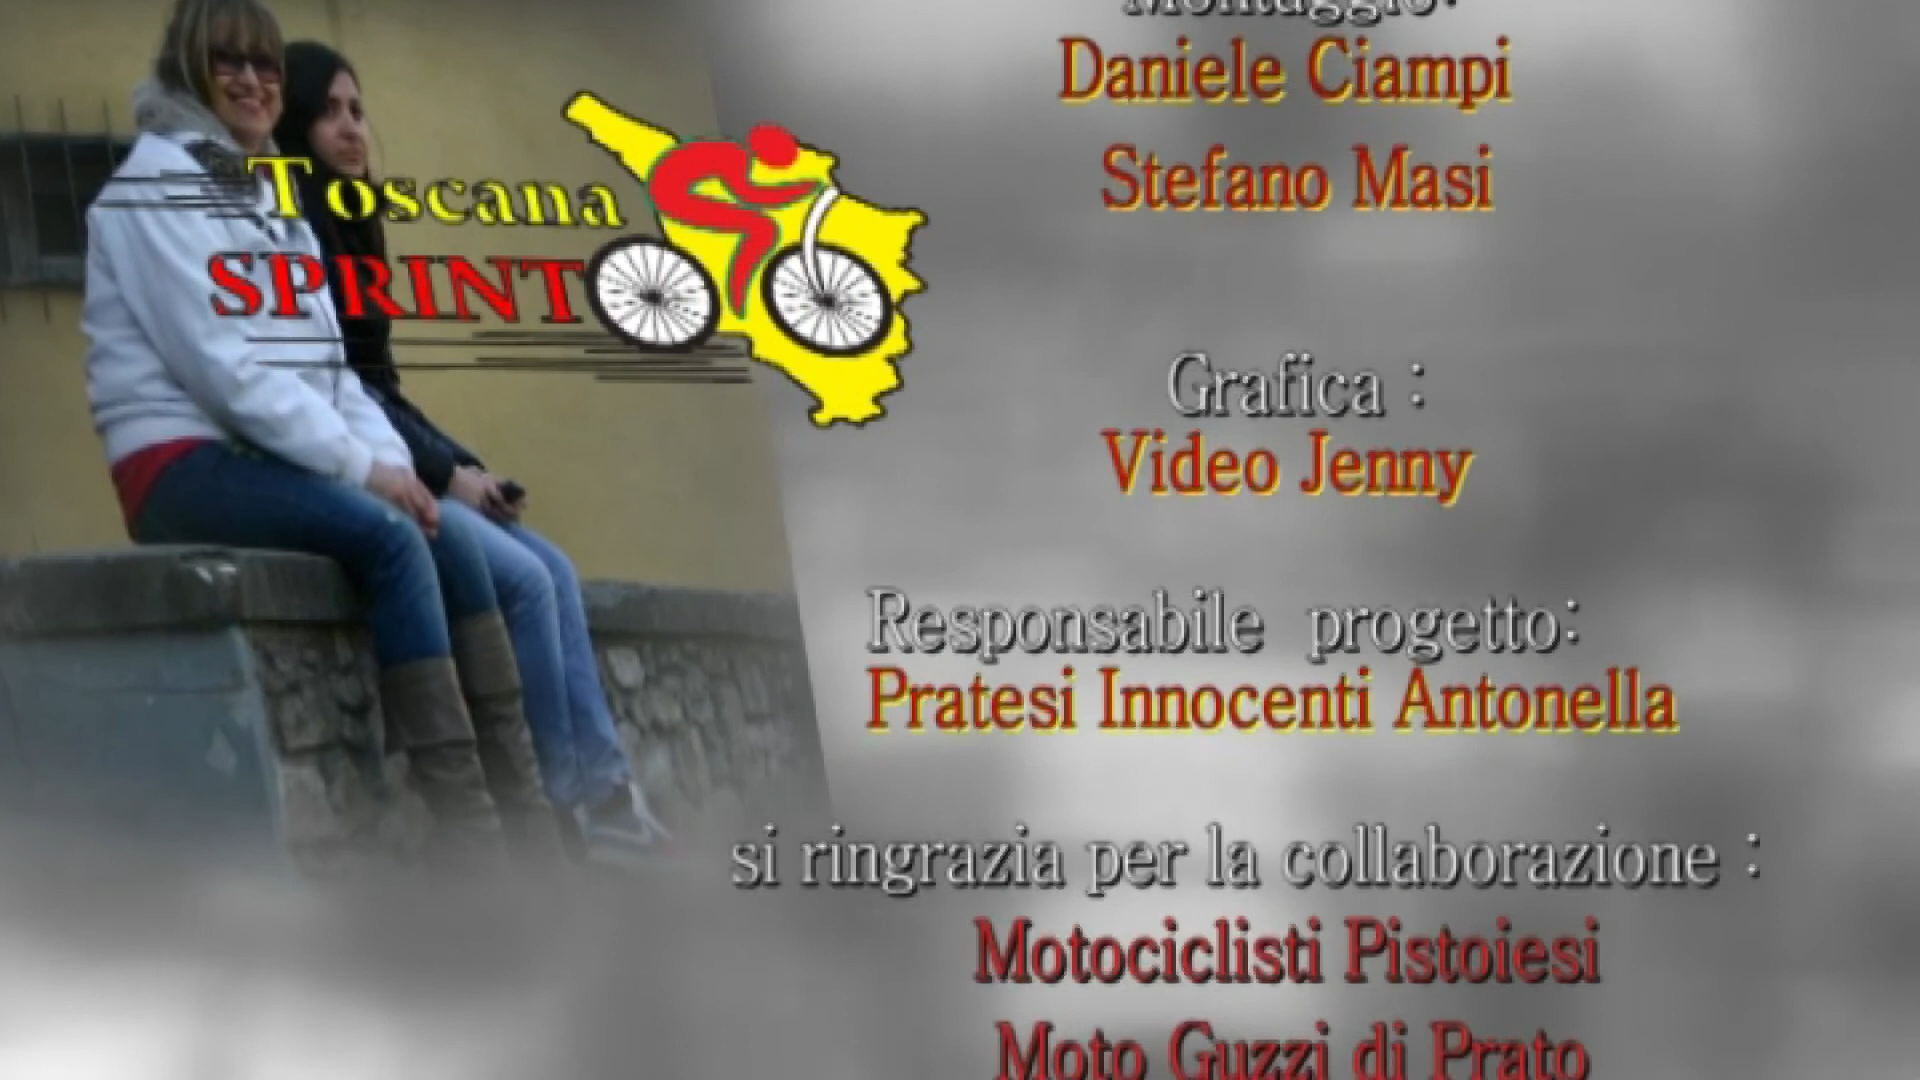 Montaggio:
Daniele Ciampi
Stefano Masi
Toscana
SPRINT
Grafica :
Video Jenny
Responsabile progetto:
Pratesi Innocenti Antonella
si ringrazia per la collaborazione :
Motociclisti Pistoiesi
Moto Guzzi di Prato